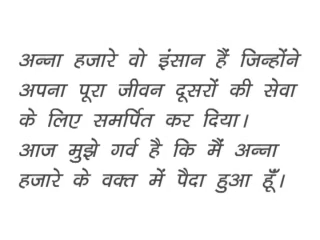 अन्ना हजारे वो इंसान हैं जिन्होंने
अपना पूरा जीवन दूसरों की सेवा
के लिए समर्पित कर दिया।
आज मुझे गर्व है कि मैं अन्ना
हजारे के वक्त में पैदा हुआ हूँ।